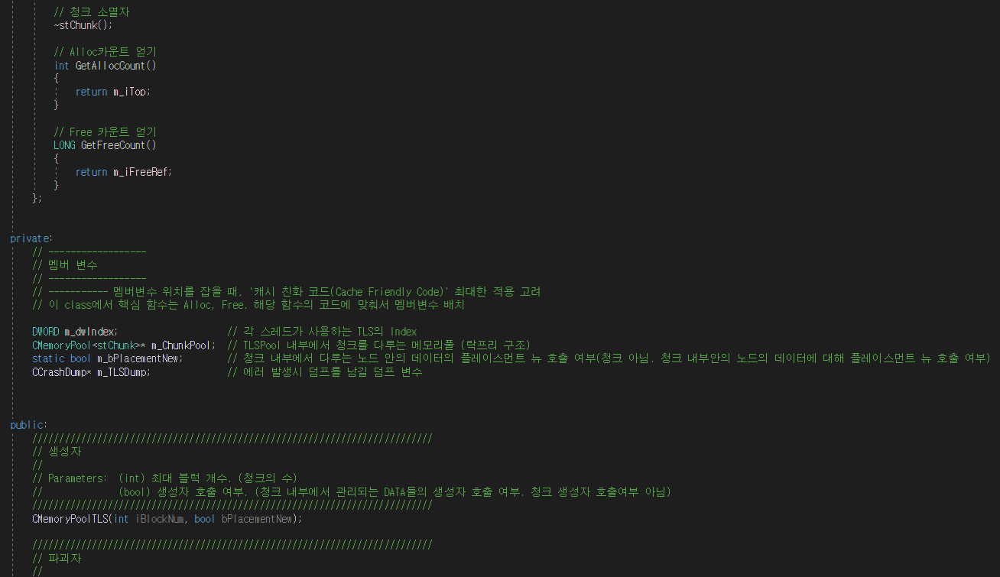 // 청크 소멸자
~stChunk();
// Alloc카운트 얻기
int GetAllocCount()
{
return m_iTop;
}
// Free 카운트 얻기
LONG GetFreeCount()
{
return m_iFreeRef;
}
};
private:
// ------------------
// 멤버 변수
// ------------------
// ----------- 멤버변수 위치를 잡을 때, '캐시 친화 코드(Cache Friendly Code)' 최대한 적용 고려
// 이 class에서 핵심 함수는 Alloc, Free. 해당 함수의 코드에 맞춰서 멤버변수 배치
DWORD m_dwIndex; // 각 스레드가 사용하는 TLS의 Index
CMemoryPool<stChunk>* m_ChunkPool; // TLSPool 내부에서 청크를 다루는 메모리풀 (락프리 구조)
static bool m_bPlacementNew; // 청크 내부에서 다루는 노드 안의 데이터의 플레이스먼트 뉴 호출 여부(청크 아님. 청크 내부안의 노드의 데이터에 대해 플레이스먼트 뉴 호출 여부)
CCrashDump* m_TLSDump; // 에러 발생시 덤프를 남길 덤프 변수
public:
//////////////////////////////////////////////////////////////////////////
// 생성자
//
// Parameters: (int) 최대 블럭 개수. (청크의 수)
// (bool) 생성자 호출 여부. (청크 내부에서 관리되는 DATA들의 생성자 호출 여부. 청크 생성자 호출여부 아님)
//////////////////////////////////////////////////////////////////////////
CMemoryPoolTLS(int iBlockNum, bool bPlacementNew);
//////////////////////////////////////////////////////////////////////////
// 파괴자
//